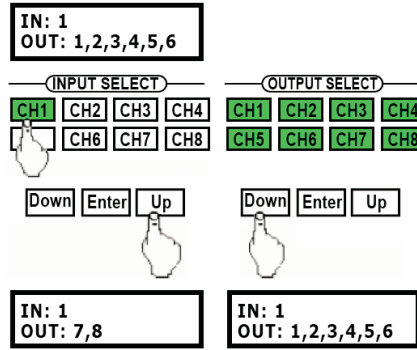 IN: 1
OUT: 1,2,3,4,5,6
INPUT SELECT
OUTPUT SELECT
CH1 CH2 CH3 CH4
CH1 CH2 CH3 CH4
CH6 CH7 CH8
CH5 CH6 CH7 CH8
Down Enter Up
Down Enter Up
IN: 1
OUT: 7,8
IN: 1
OUT: 1,2,3,4,5,6